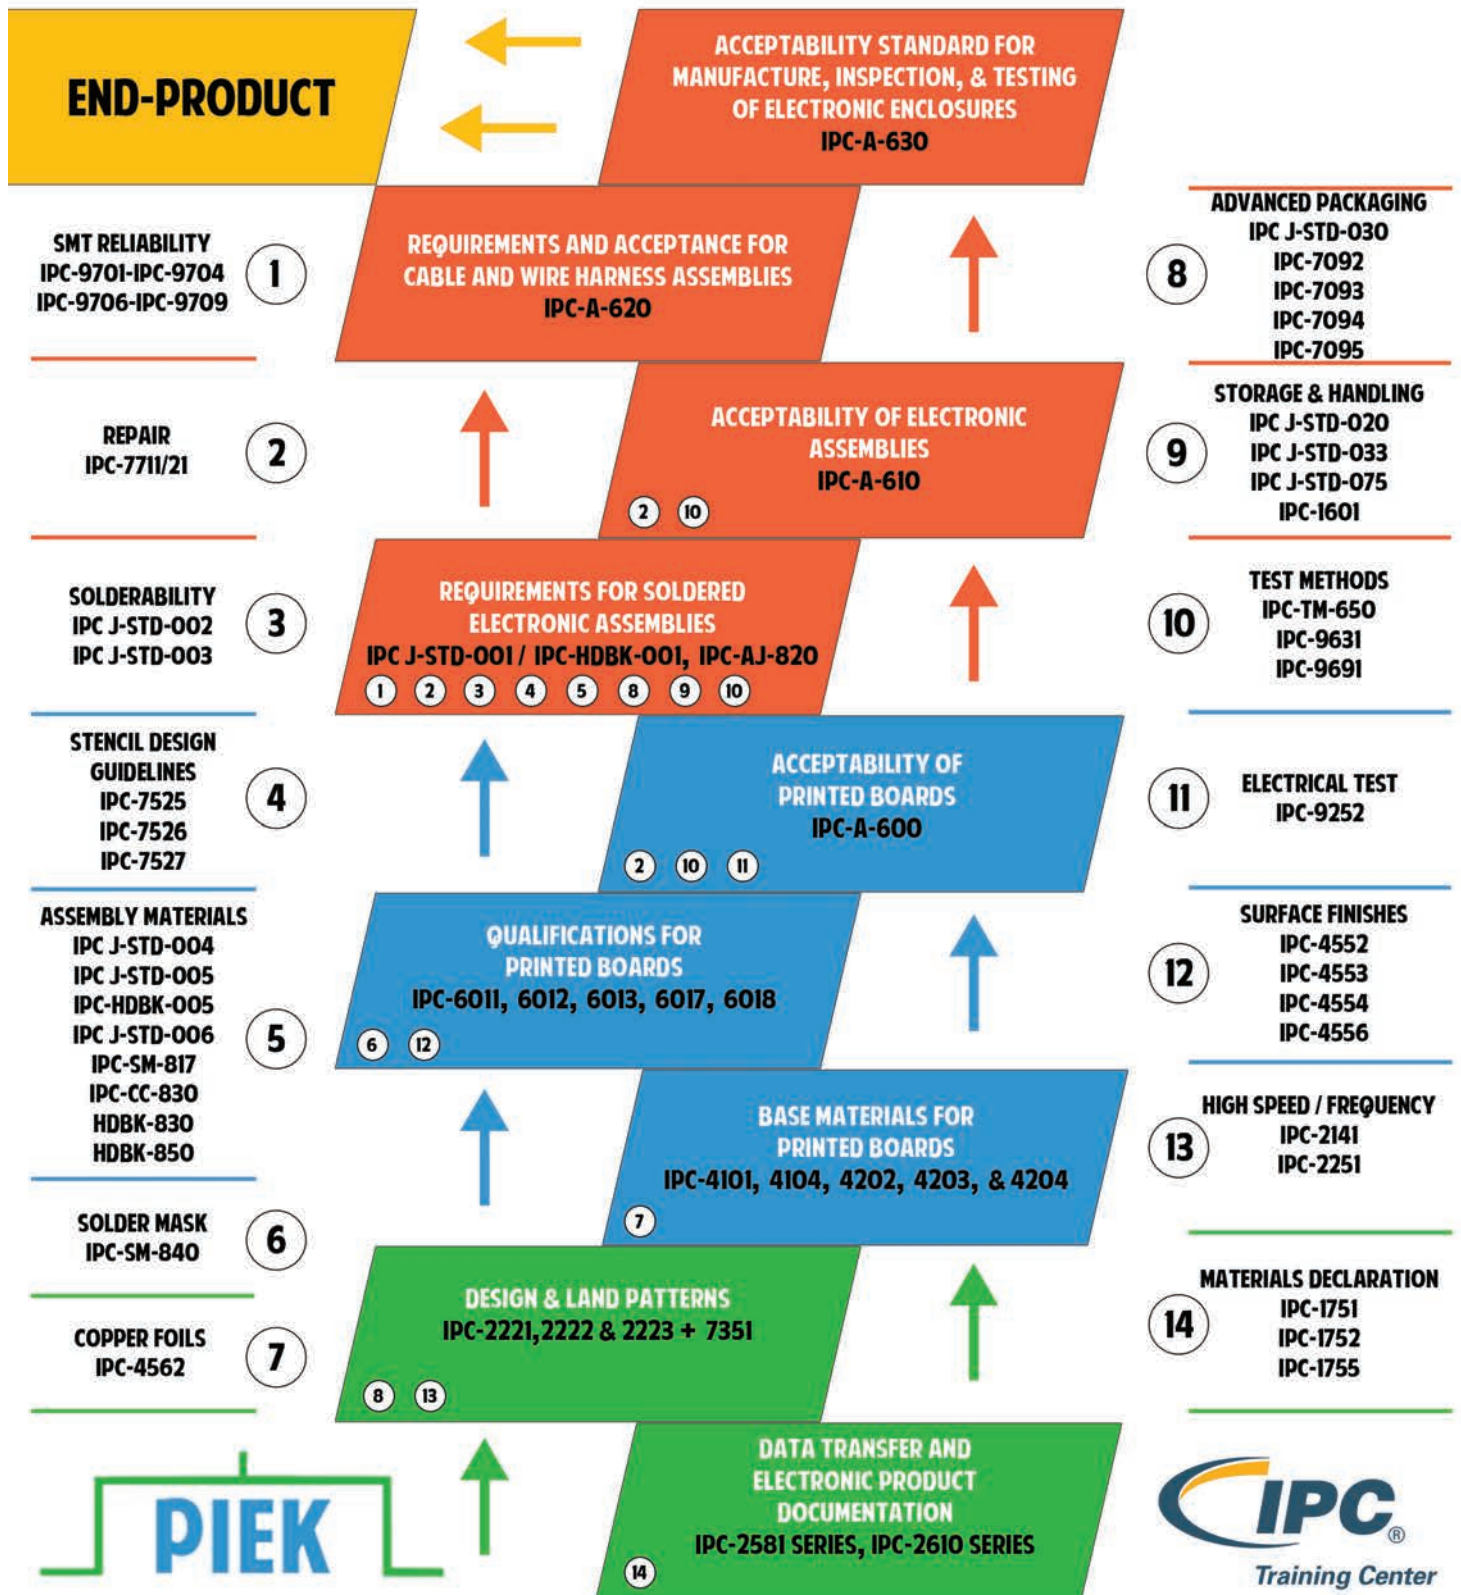 END-PRODUCT
ACCEPTABILITY STANDARD FOR
MANUFACTURE, INSPECTION, & TESTING
OF ELECTRONIC ENCLOSURES
IPC-A-630
SMT RELIABILITY
IPC-9701-IPC-9704
IPC-9706-IPC-9709
1
REQUIREMENTS AND ACCEPTANCE FOR
CABLE AND WIRE HARNESS ASSEMBLIES
IPC-A-620
8
ADVANCED PACKAGING
IPC J-STD-030
IPC-7092
IPC-7093
IPC-7094
IPC-7095
REPAIR
IPC-7711/21
2
ACCEPTABILITY OF ELECTRONIC
ASSEMBLIES
IPC-A-610
2 10
9
STORAGE & HANDLING
IPC J-STD-020
IPC J-STD-033
IPC J-STD-075
IPC-1601
SOLDERABILITY
IPC J-STD-002
IPC J-STD-003
3
REQUIREMENTS FOR SOLDERED
ELECTRONIC ASSEMBLIES
IPC J-STD-001 / IPC-HDBK-001, IPC-AJ-820
1 2 3 4 5 8 9 10
10
TEST METHODS
IPC-TM-650
IPC-9631
IPC-9691
STENCIL DESIGN
GUIDELINES
IPC-7525
IPC-7526
IPC-7527
4
ACCEPTABILITY OF
PRINTED BOARDS
IPC-A-600
2 10 11
11
ELECTRICAL TEST
IPC-9252
ASSEMBLY MATERIALS
IPC J-STD-004
IPC J-STD-005
IPC-HDBK-005
IPC J-STD-006
IPC-SM-817
IPC-CC-830
HDBK-830
HDBK-850
5
QUALIFICATIONS FOR
PRINTED BOARDS
IPC-6011, 6012, 6013, 6017, 6018
6 12
12
SURFACE FINISHES
IPC-4552
IPC-4553
IPC-4554
IPC-4556
BASE MATERIALS FOR
PRINTED BOARDS
IPC-4101, 4104, 4202, 4203, & 4204
7
13
HIGH SPEED / FREQUENCY
IPC-2141
IPC-2251
SOLDER MASK
IPC-SM-840
6
DESIGN & LAND PATTERNS
IPC-2221,2222 & 2223 + 7351
8 13
14
MATERIALS DECLARATION
IPC-1751
IPC-1752
IPC-1755
COPPER FOILS
IPC-4562
7
DATA TRANSFER AND
ELECTRONIC PRODUCT
DOCUMENTATION
IPC-2581 SERIES, IPC-2610 SERIES
14
PIEK
IPC®
Training Center